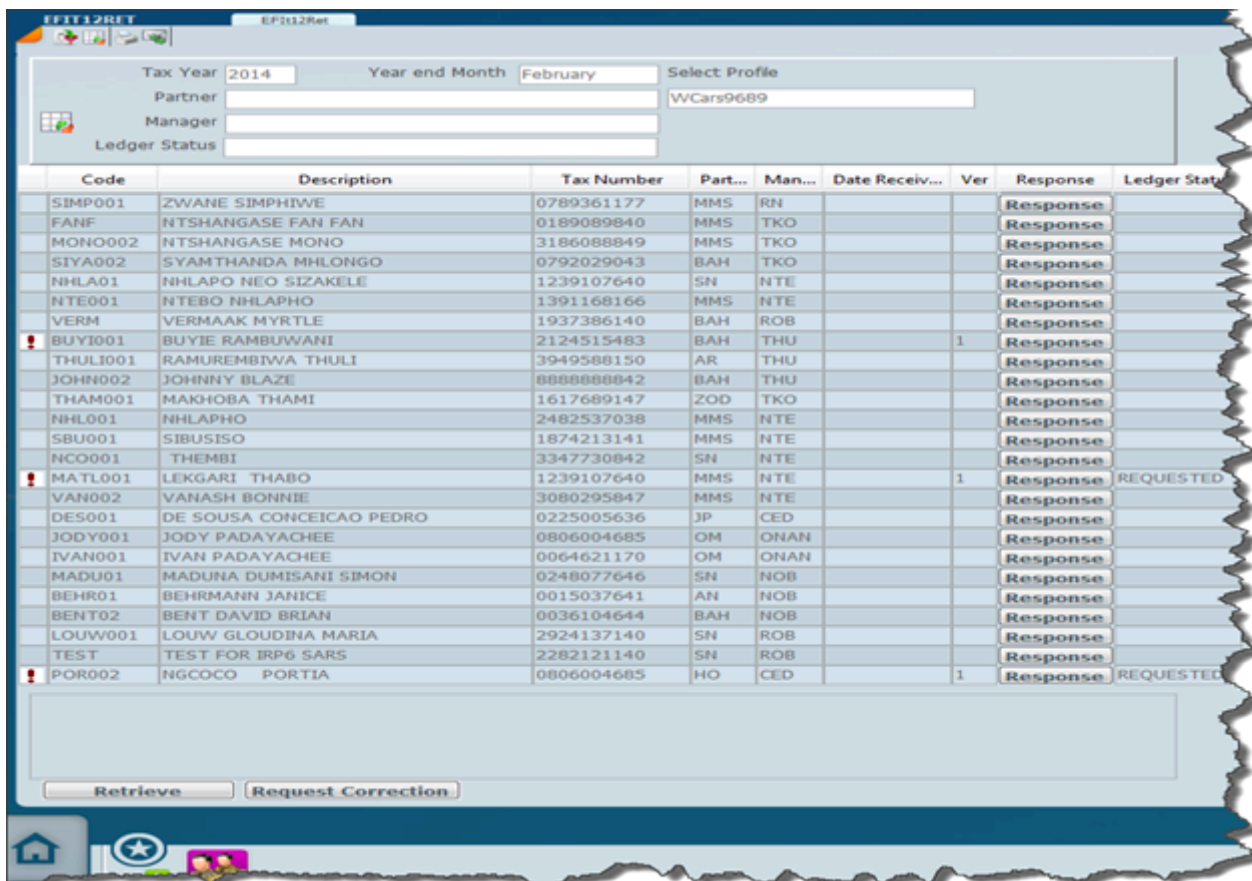 EFIT12RET EFIt12Ret
Tax Year 2014 Year end Month February Select Profile
Partner WCars9689
Manager
Ledger Status
Code Description Tax Number Part... Man... Date Receiv... Ver Response Ledger Statu
SIMP001 ZWANE SIMPHIWE 0789361177 MMS RN Response
FANF NTSHANGASE FAN FAN 0189089840 MMS TKO Response
MONO002 NTSHANGASE MONO 3186088849 MMS TKO Response
SIYA002 SYAMTHANDA MHLONGO 0792029043 BAH TKO Response
NHLA01 NHLAPO NEO SIZAKELE 1239107640 SN NTE Response
NTE001 NTEBO NHLAPHO 1391168166 MMS NTE Response
VERM VERMAAK MYRTLE 1937386140 BAH ROB Response
! BUYI001 BUYIE RAMBUWANI 2124515483 BAH THU 1 Response
THULI001 RAMUREMBIWA THULI 3949588150 AR THU Response
JOHN002 JOHNNY BLAZE 8888888842 BAH THU Response
THAM001 MAKHOBA THAMI 1617689147 ZOD TKO Response
NHL001 NHLAPHO 2482537038 MMS NTE Response
SBU001 SIBUSISO 1874213141 MMS NTE Response
NCO001 THEMBI 3347730842 SN NTE Response
! MATL001 LEKGARI THABO 1239107640 MMS NTE 1 Response REQUESTED
VAN002 VANASH BONNIE 3080295847 MMS NTE Response
DES001 DE SOUSA CONCEICAO PEDRO 0225005636 JP CED Response
JODY001 JODY PADAYACHEE 0806004685 OM ONAN Response
IVAN001 IVAN PADAYACHEE 0064621170 OM ONAN Response
MADU01 MADUNA DUMISANI SIMON 0248077646 SN NOB Response
BEHR01 BEHRMANN JANICE 0015037641 AN NOB Response
BENT02 BENT DAVID BRIAN 0036104644 BAH NOB Response
LOUW001 LOUW GLOUDINA MARIA 2924137140 SN ROB Response
TEST TEST FOR IRP6 SARS 2282121140 SN ROB Response
! POR002 NGCOCO PORTIA 0806004685 HO CED 1 Response REQUESTED
Retrieve Request Correction